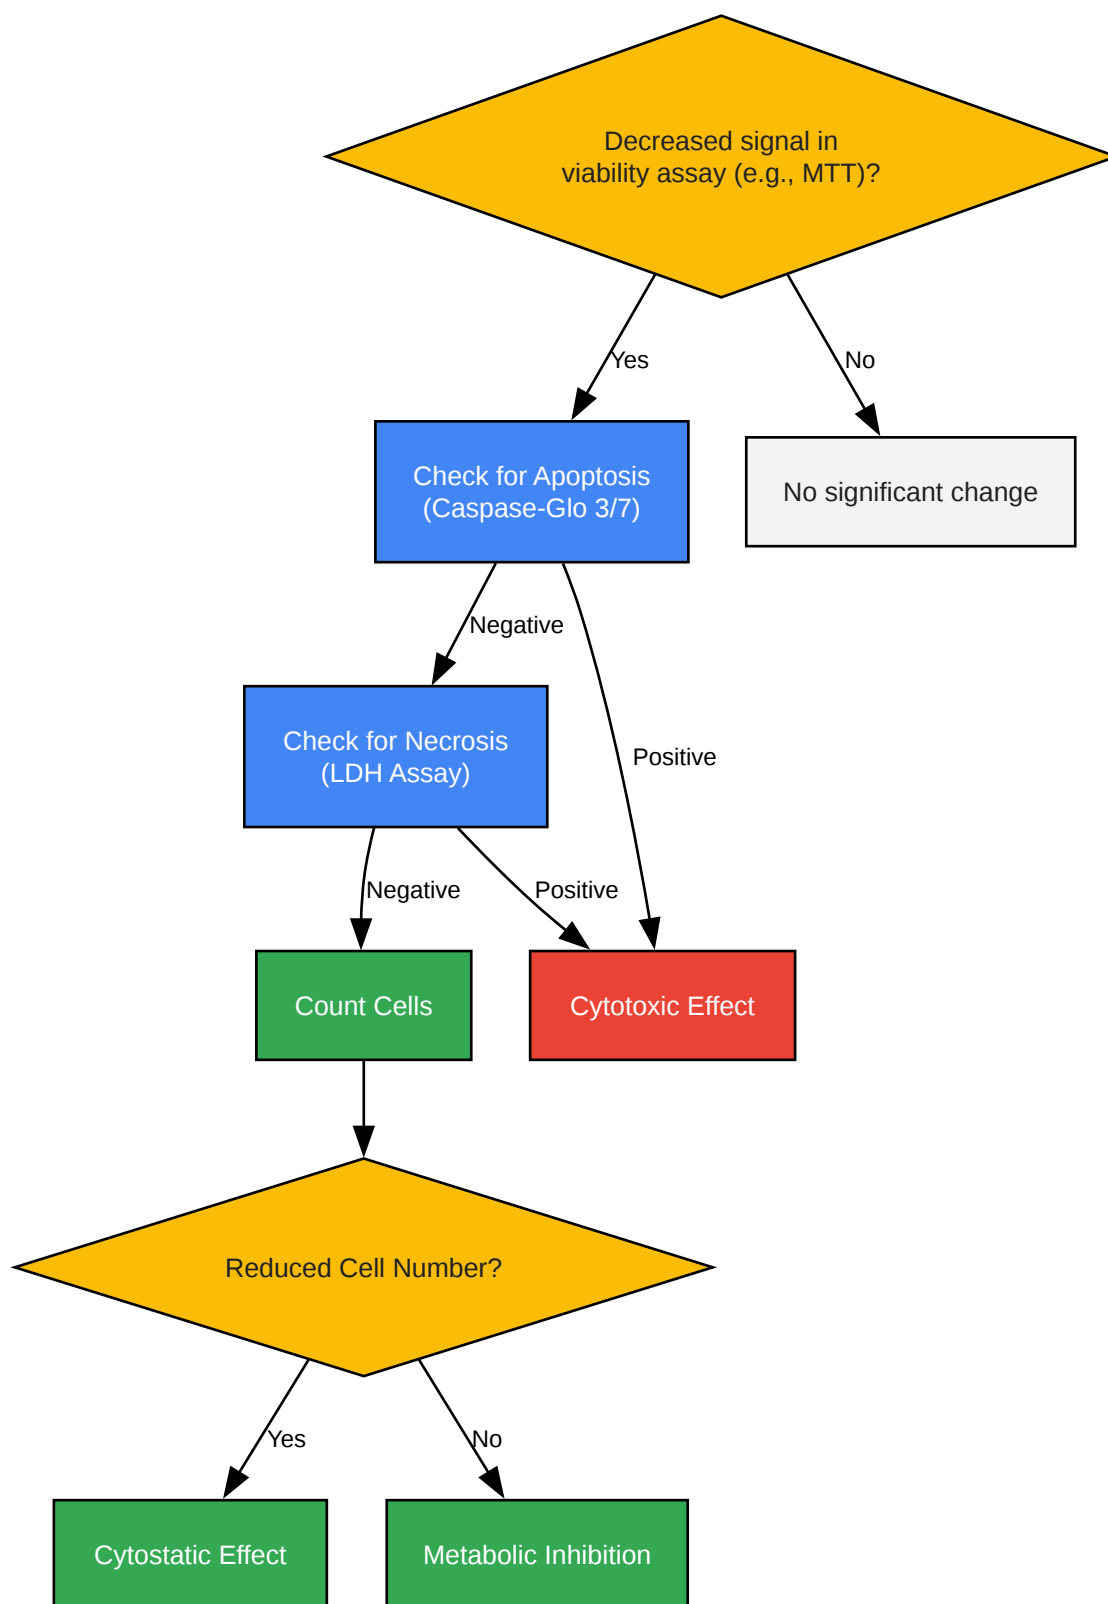 Decreased signal in
viability assay (e.g., MTT)?
Yes
No
Check for Apoptosis
(Caspase-Glo 3/7)
No significant change
Negative
Positive
Check for Necrosis
(LDH Assay)
Negative
Positive
Count Cells
Cytotoxic Effect
Reduced Cell Number?
Yes
No
Cytostatic Effect
Metabolic Inhibition